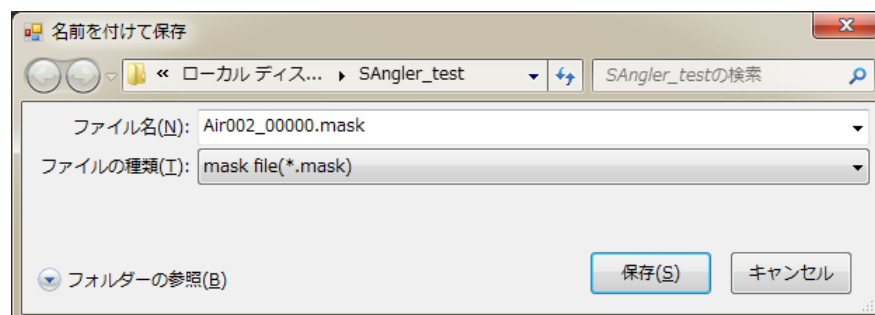 名前を付けて保存
« ローカル ディス... ▸ SAngler_test SAngler_testの検索
ファイル名(N): Air002_00000.mask
ファイルの種類(T): mask file(*.mask)
フォルダーの参照(B) 保存(S) キャンセル